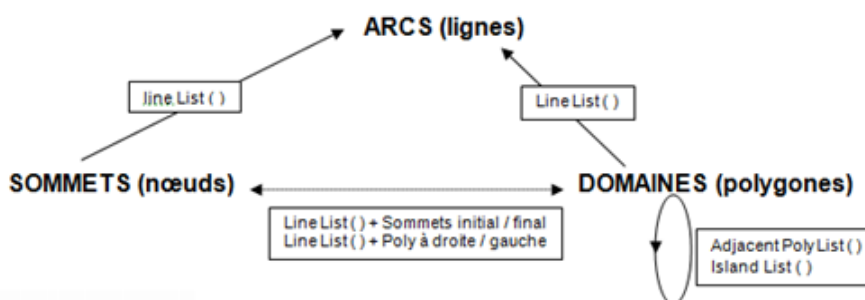 ARCS (lignes)
line List ( )
Line List ( )
SOMMETS (nœuds)
DOMAINES (polygones)
Line List ( ) + Sommets initial / final
Line List ( ) + Poly à droite / gauche
Adjacent Poly List ( )
Island List ( )